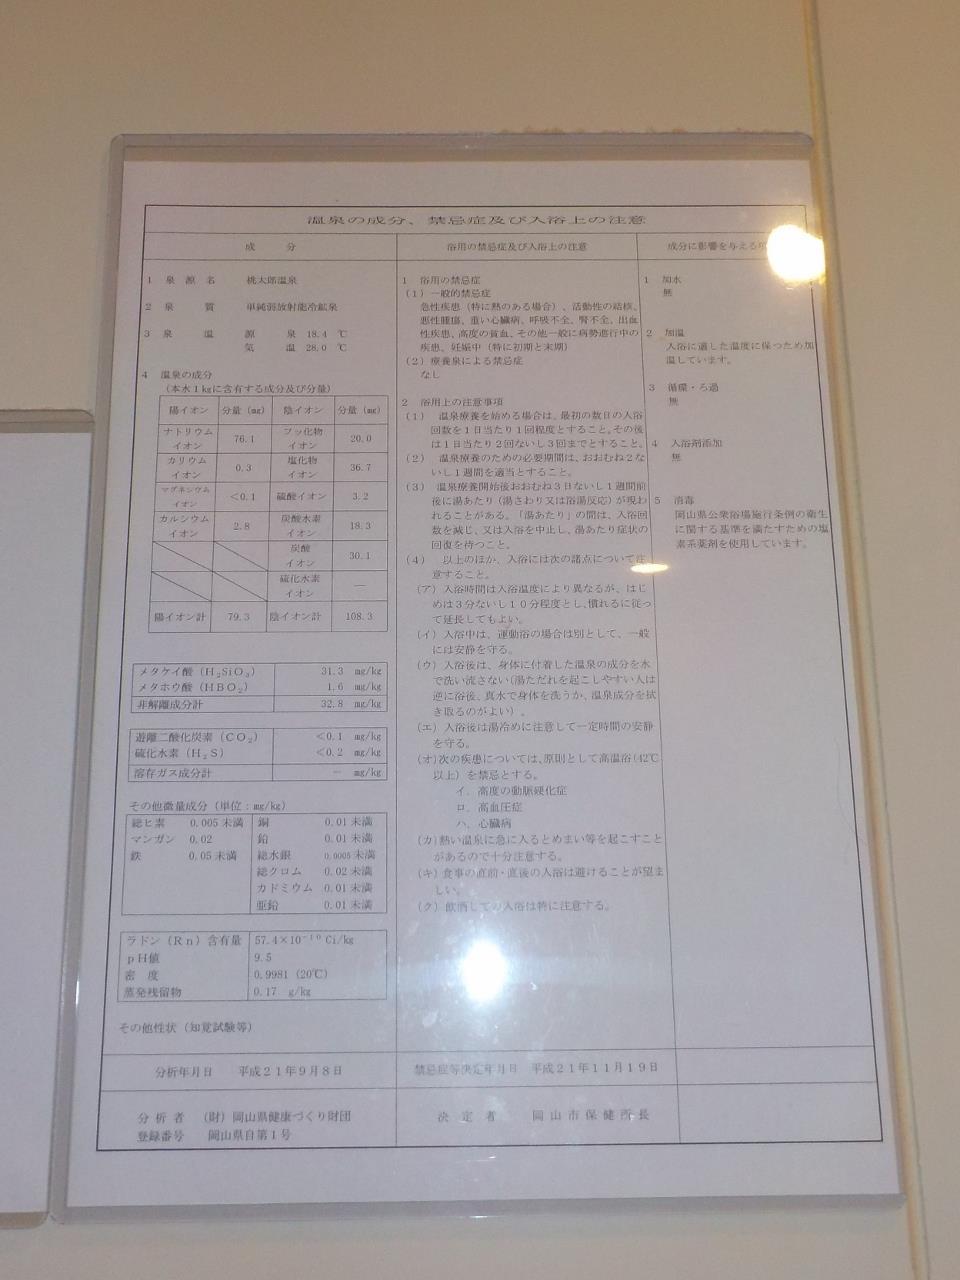 温泉の成分、禁忌症及び入浴上の注意
成　分
1　泉　源　名　桃太郎温泉
2　泉　質　単純弱放射能冷鉱泉
3　泉　温　源　泉　18.4　℃
気　温　28.0　℃
4　温泉の成分
（本水1kgに含有する成分及び分量）
陽イオン　分量（mg）　陰イオン　分量（mg）
ナトリウムイオン　76.1　フッ化物イオン　20.0
カリウムイオン　0.3　塩化物イオン　36.7
マグネシウムイオン　＜0.1　硫酸イオン　3.2
カルシウムイオン　2.8　炭酸水素イオン　18.3
炭酸イオン　30.1
硫化水素イオン　―
陽イオン計　79.3　陰イオン計　108.3
メタケイ酸（H₂SiO₃）　31.3　mg/kg
メタホウ酸（HBO₂）　1.6　mg/kg
非解離成分計　32.8　mg/kg
遊離二酸化炭素（CO₂）　＜0.1　mg/kg
硫化水素（H₂S）　＜0.2　mg/kg
溶存ガス成分計　―　mg/kg
その他微量成分（単位：mg/kg）
総ヒ素　0.005未満　銅　0.01未満
マンガン　0.02　鉛　0.01未満
鉄　0.05未満　総水銀　0.0005未満
総クロム　0.02未満
カドミウム　0.01未満
亜鉛　0.01未満
ラドン（Rn）含有量　57.4×10⁻¹⁰Ci/kg
pH値　9.5
密　度　0.9981（20℃）
蒸発残留物　0.17　g/kg
その他性状（知覚試験等）
分析年月日　平成21年9月8日
分析者　（財）岡山県健康づくり財団
登録番号　岡山県自第1号
浴用の禁忌症及び入浴上の注意
1　浴用の禁忌症
（1）一般的禁忌症
急性疾患（特に熱のある場合）、活動性の結核、
悪性腫瘍、重い心臓病、呼吸不全、腎不全、出血
性疾患、高度の貧血、その他一般に病勢進行中の
疾患、妊娠中（特に初期と末期）
（2）療養泉による禁忌症
なし
2　浴用上の注意事項
（1）　温泉療養を始める場合は、最初の数日の入浴
回数を1日当たり1回程度とすること。その後
は1日当たり2回ないし3回までとすること。
（2）　温泉療養のための必要期間は、おおむね2な
いし1週間を適当とすること。
（3）　温泉療養開始後おおむね3日ないし1週間前
後に湯あたり（湯さわり又は浴湯反応）が現わ
れることがある。「湯あたり」の間は、入浴回
数を減じ、又は入浴を中止し、湯あたり症状の
回復を待つこと。
（4）　以上のほか、入浴には次の諸点について注
意すること。
（ア）入浴時間は入浴温度により異なるが、はじ
めは3分ないし10分程度とし、慣れるに従っ
て延長してもよい。
（イ）入浴中は、運動浴の場合は別として、一般
には安静を守る。
（ウ）入浴後は、身体に付着した温泉の成分を水
で洗い流さない（湯ただれを起こしやすい人は
逆に浴後、真水で身体を洗うか、温泉成分を拭
き取るのがよい）。
（エ）入浴後は湯冷めに注意して一定時間の安静
を守る。
（オ）次の疾患については、原則として高温浴（42℃
以上）を禁忌とする。
イ．高度の動脈硬化症
ロ．高血圧症
ハ．心臓病
（カ）熱い温泉に急に入るとめまい等を起こすこと
があるので十分注意する。
（キ）食事の直前・直後の入浴は避けることが望ま
しい。
（ク）飲酒しての入浴は特に注意する。
禁忌症等決定年月日　平成21年11月19日
決　定　者　岡山市保健所長
成分に影響を与える
1　加水
無
2　加温
入浴に適した温度に保つため加
温しています。
3　循環・ろ過
無
4　入浴剤添加
無
5　消毒
岡山県公衆浴場施行条例の衛生
に関する基準を満たすための塩
素系薬剤を使用しています。